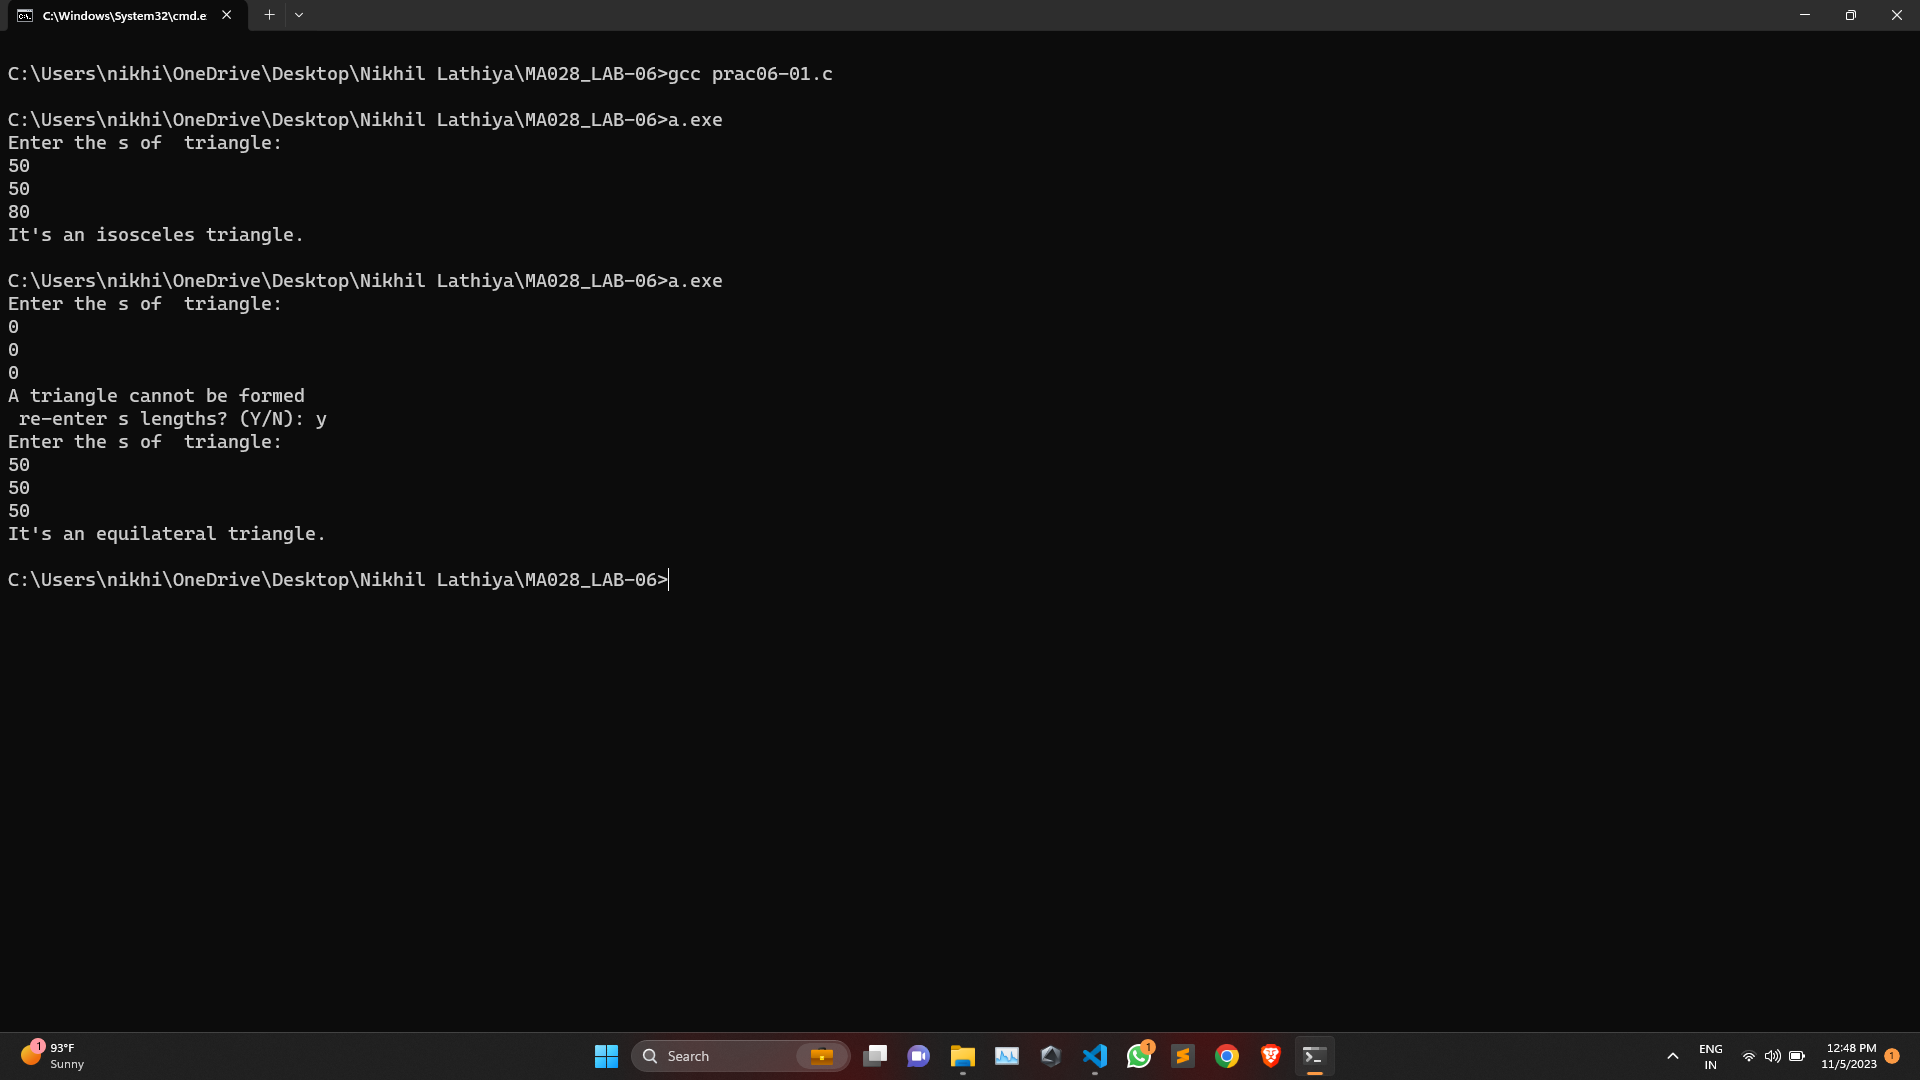 C:\Windows\System32\cmd.e
C:\Users\nikhi\OneDrive\Desktop\Nikhil Lathiya\MA028_LAB-06>gcc prac06-01.c
C:\Users\nikhi\OneDrive\Desktop\Nikhil Lathiya\MA028_LAB-06>a.exe
Enter the s of  triangle:
50
50
80
It's an isosceles triangle.
C:\Users\nikhi\OneDrive\Desktop\Nikhil Lathiya\MA028_LAB-06>a.exe
Enter the s of  triangle:
0
0
0
A triangle cannot be formed
 re-enter s lengths? (Y/N): y
Enter the s of  triangle:
50
50
50
It's an equilateral triangle.
C:\Users\nikhi\OneDrive\Desktop\Nikhil Lathiya\MA028_LAB-06>
1
93°F
Sunny
Search
1
ENG
IN
12:48 PM
11/5/2023
1